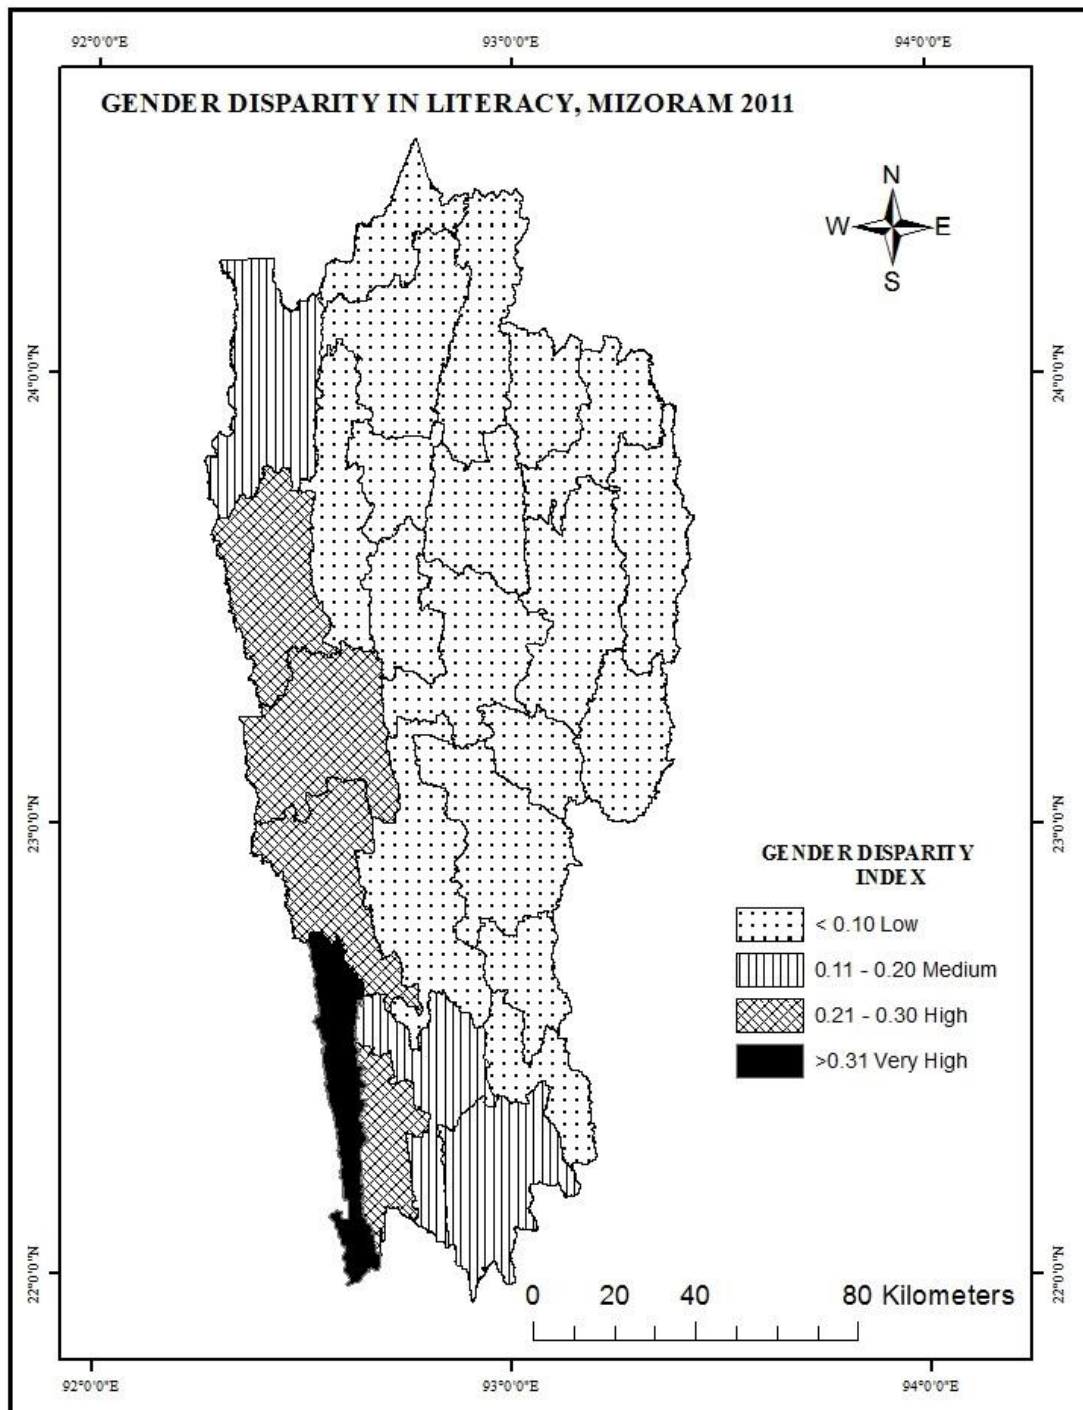 92°0'0"E 93°0'0"E 94°0'0"E
GENDER DISPARITY IN LITERACY, MIZORAM 2011
N
W E
S
24°0'0"N 24°0'0"N
23°0'0"N 23°0'0"N
GENDER DISPARITY
INDEX
< 0.10 Low
0.11 - 0.20 Medium
0.21 - 0.30 High
>0.31 Very High
22°0'0"N 22°0'0"N
0 20 40 80 Kilometers
92°0'0"E 93°0'0"E 94°0'0"E